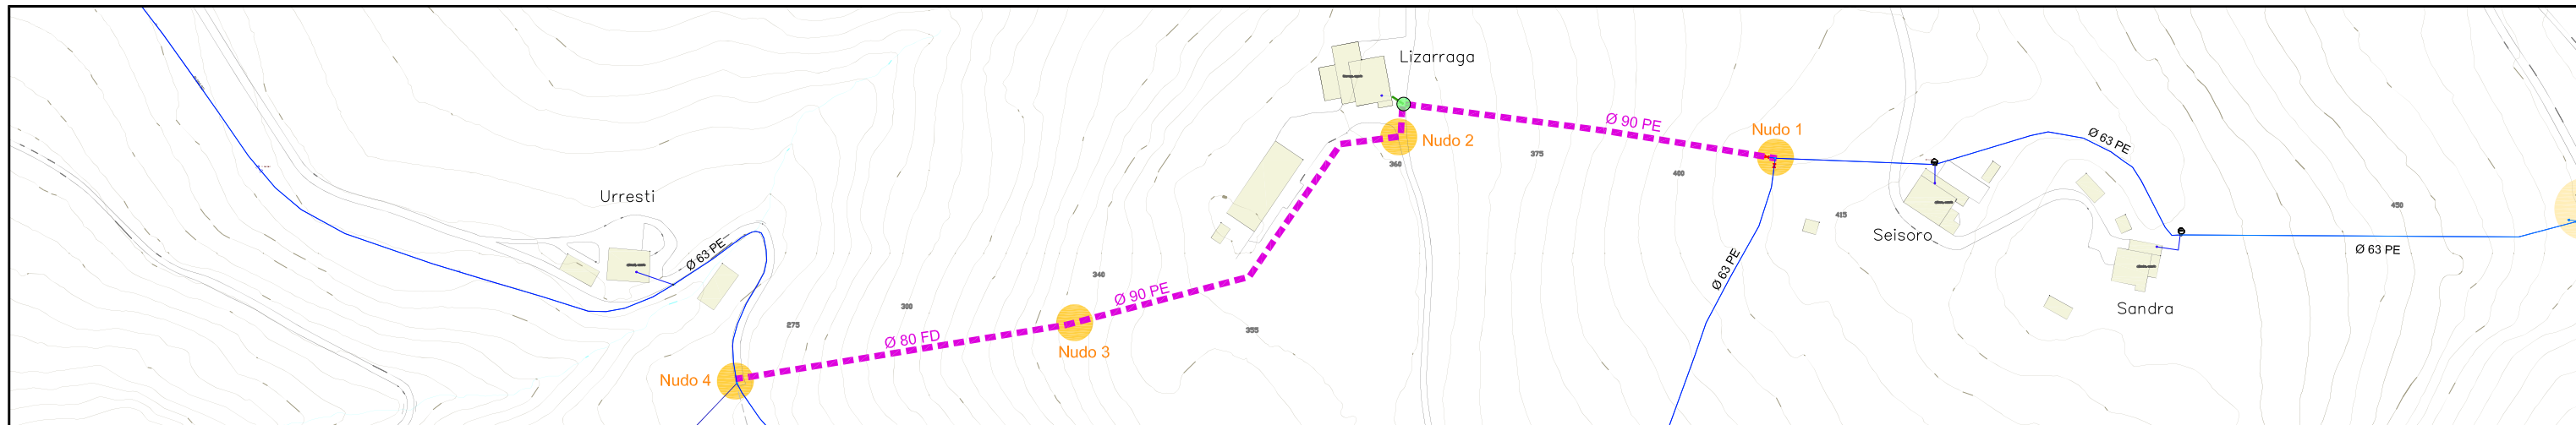 Lizarraga
Ø 90 PE
Nudo 1
Nudo 2
Ø 63 PE
375
360
400
Urresti
450
415
Seisoro
Ø 63 PE
Ø 63 PE
Ø 63 PE
340
Ø 90 PE
300
Sandra
275
355
Ø 80 FD
Nudo 3
Nudo 4